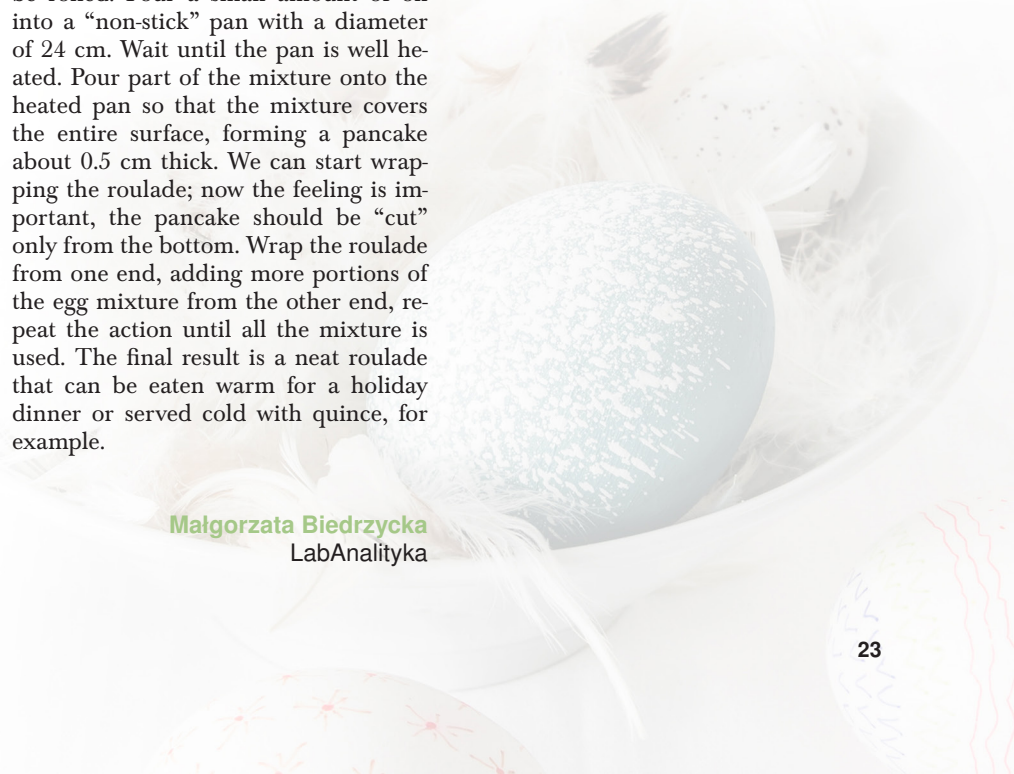 into a “non-stick” pan with a diameter
of 24 cm. Wait until the pan is well he-
ated. Pour part of the mixture onto the
heated pan so that the mixture covers
the entire surface, forming a pancake
about 0.5 cm thick. We can start wrap-
ping the roulade; now the feeling is im-
portant, the pancake should be “cut”
only from the bottom. Wrap the roulade
from one end, adding more portions of
the egg mixture from the other end, re-
peat the action until all the mixture is
used. The final result is a neat roulade
that can be eaten warm for a holiday
dinner or served cold with quince, for
example.
Małgorzata Biedrzycka
LabAnalityka
23